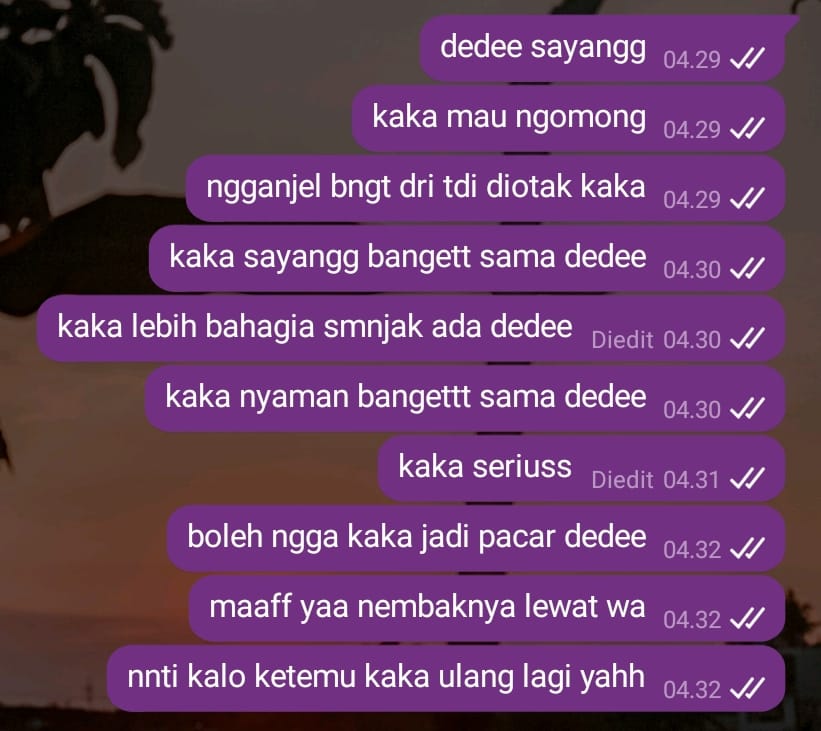 dedee sayangg 04.29
kaka mau ngomong 04.29
ngganjel bngt dri tdi diotak kaka 04.29
kaka sayangg bangett sama dedee 04.30
kaka lebih bahagia smnjak ada dedee Diedit 04.30
kaka nyaman bangettt sama dedee 04.30
kaka seriuss Diedit 04.31
boleh ngga kaka jadi pacar dedee 04.32
maaff yaa nembaknya lewat wa 04.32
nnti kalo ketemu kaka ulang lagi yahh 04.32